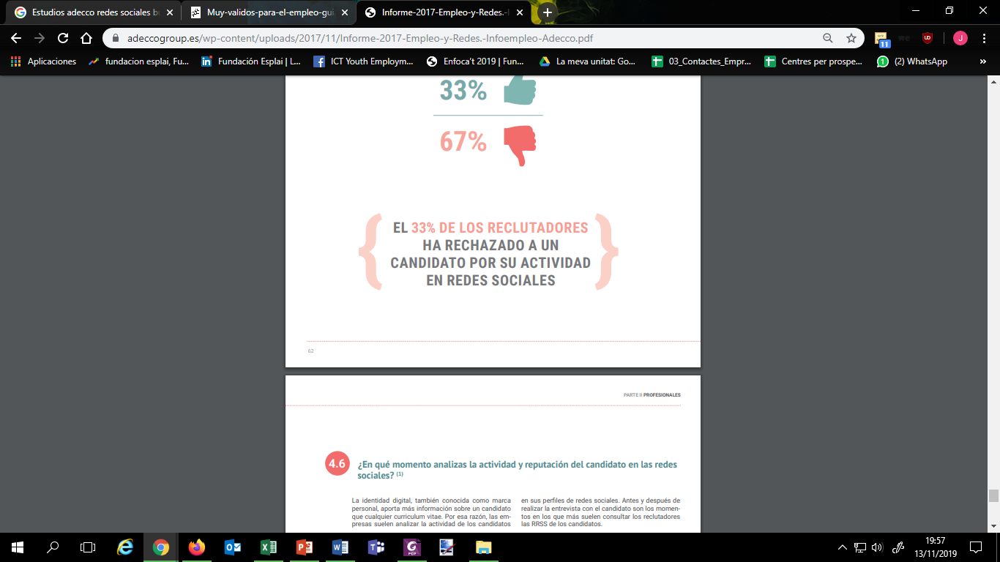 Estudios adecco redes sociales b
Muy-validos-para-el-empleo-gui
Informe-2017-Empleo-y-Redes.-I
adeccogroup.es/wp-content/uploads/2017/11/Informe-2017-Empleo-y-Redes.-Infoempleo-Adecco.pdf
11
J
Aplicaciones
fundacion esplai, Fu...
Fundación Esplai | L...
ICT Youth Employm...
Enfoca't 2019 | Fun...
La meva unitat: Go...
03_Contactes_Empr...
Centres per prospe...
(2) WhatsApp
»
33%
67%
EL 33% DE LOS RECLUTADORES
HA RECHAZADO A UN
CANDIDATO POR SU ACTIVIDAD
EN REDES SOCIALES
62
PARTE II PROFESIONALES
4.6
¿En qué momento analizas la actividad y reputación del candidato en las redes
sociales? (1)
La identidad digital, también conocida como marca
personal, aporta más información sobre un candidato
que cualquier curriculum vitae. Por esa razón, las em-
presas suelen analizar la actividad de los candidatos
en sus perfiles de redes sociales. Antes y después de
realizar la entrevista con el candidato son los momen-
tos en los que más suelen consultar los reclutadores
las RRSS de los candidatos.
19:57
13/11/2019